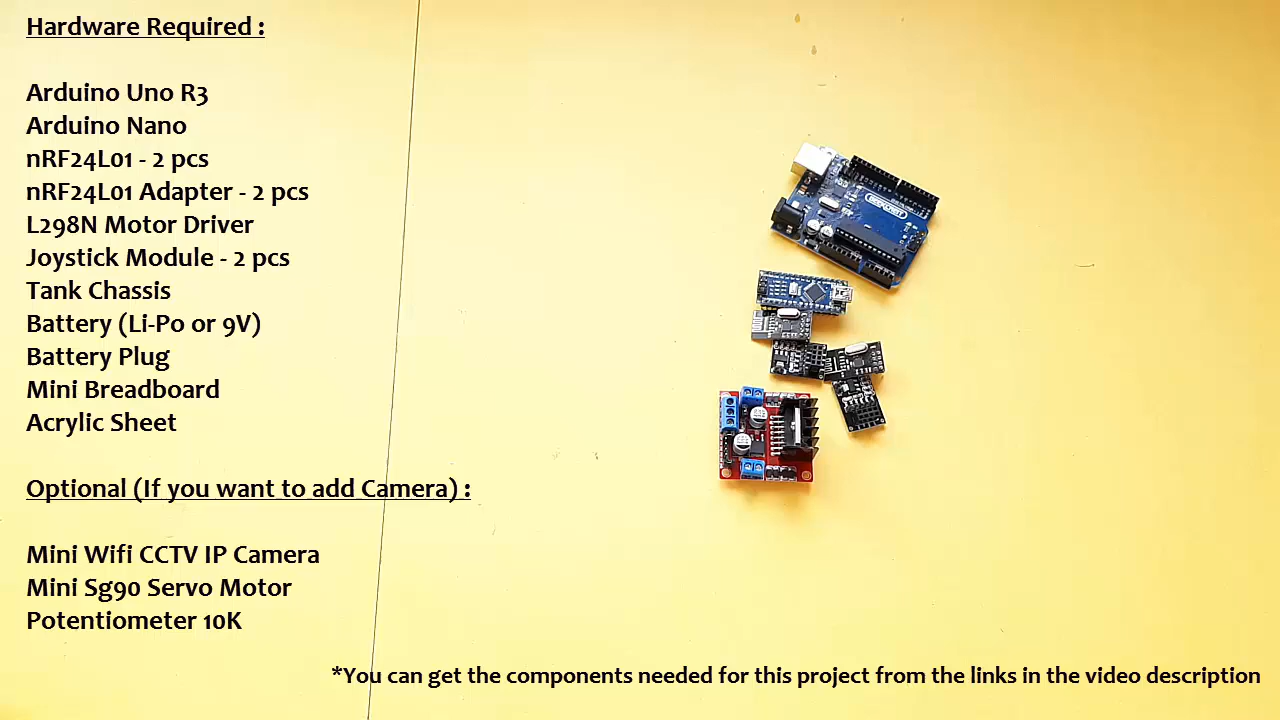 Hardware Required :
Arduino Uno R3
Arduino Nano
nRF24L01 - 2 pcs
nRF24L01 Adapter - 2 pcs
L298N Motor Driver
Joystick Module - 2 pcs
Tank Chassis
Battery (Li-Po or 9V)
Battery Plug
Mini Breadboard
Acrylic Sheet
Optional (If you want to add Camera) :
Mini Wifi CCTV IP Camera
Mini Sg90 Servo Motor
Potentiometer 10K
*You can get the components needed for this project from the links in the video description